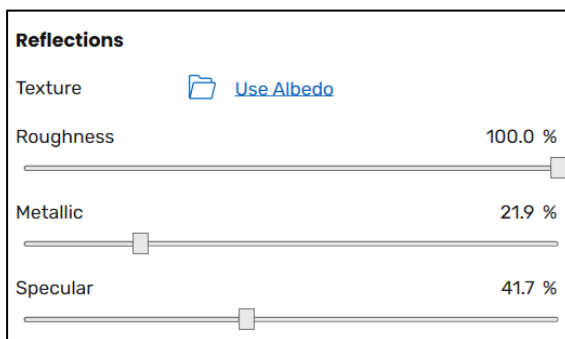 Reflections
Texture Use Albedo
Roughness 100.0 %
Metallic 21.9 %
Specular 41.7 %